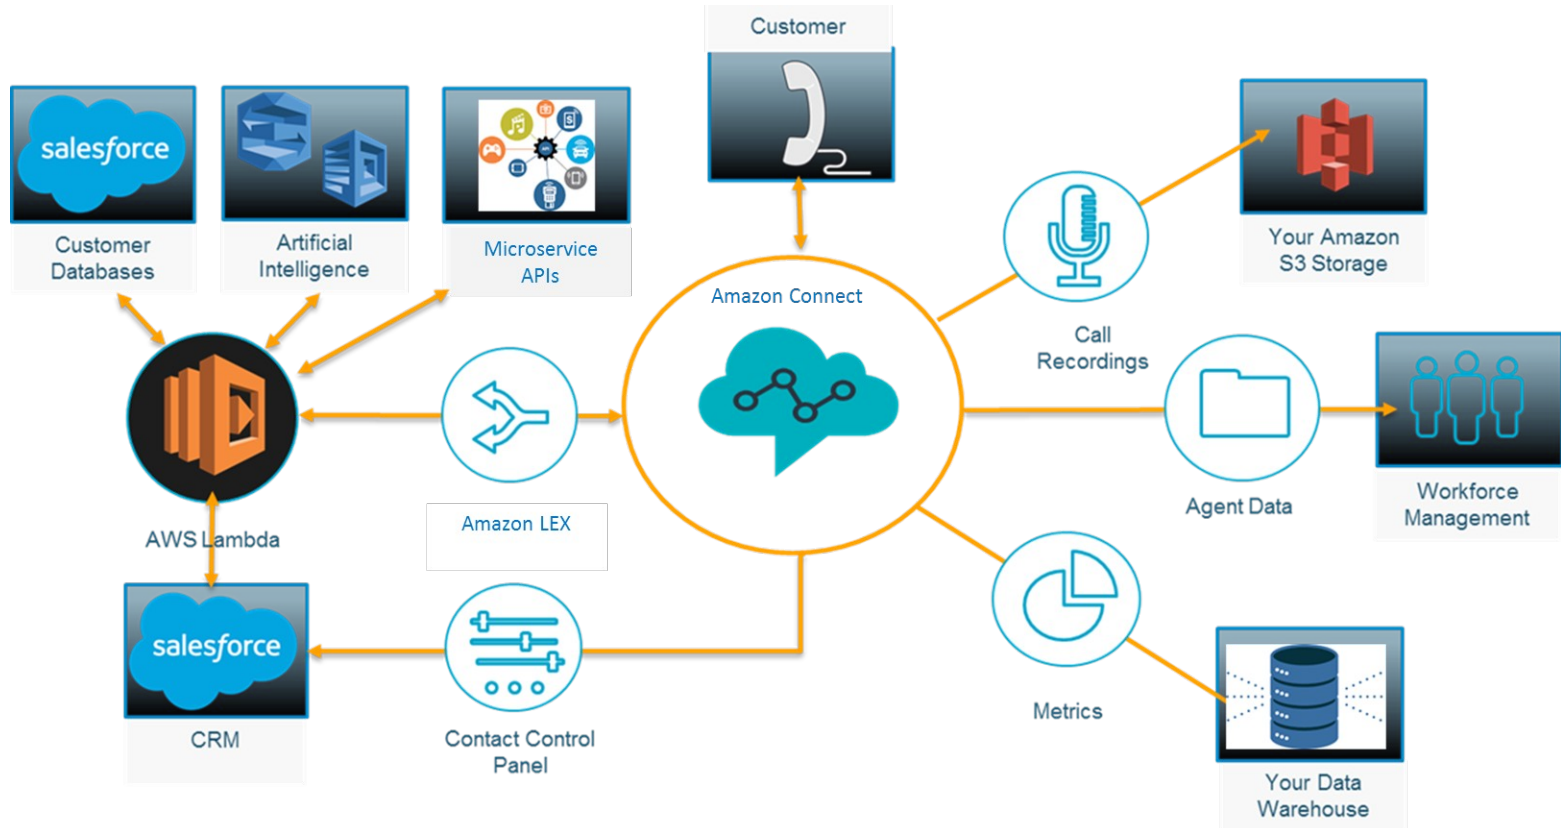 Customer
salesforce
Customer
Databases
Artificial
Intelligence
Microservice
APIs
Amazon Connect
Your Amazon
S3 Storage
Call
Recordings
Agent Data
Workforce
Management
Amazon LEX
AWS Lambda
salesforce
CRM
Contact Control
Panel
Metrics
Your Data
Warehouse